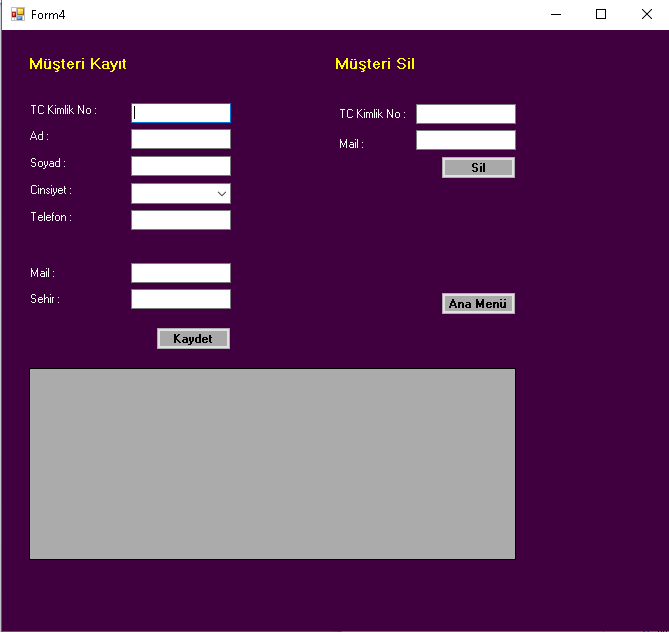 Form4
Müşteri Kayıt
TC Kimlik No :
Ad :
Soyad :
Cinsiyet :
Telefon :
Mail :
Sehir :
Kaydet
Müşteri Sil
TC Kimlik No :
Mail :
Sil
Ana Menü